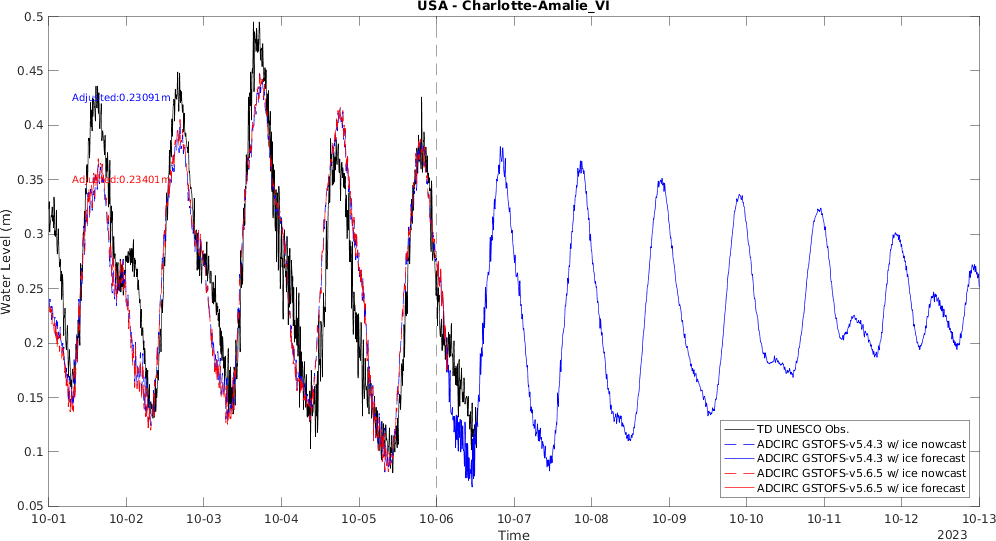 USA - Charlotte-Amalie_VI
0.5
0.45
0.4
0.35
0.3
0.25
0.2
0.15
0.1
0.05
Water Level (m)
Adjusted:0.23091m
Adjusted:0.23401m
TD UNESCO Obs.
ADCIRC GSTOFS-v5.4.3 w/ ice nowcast
ADCIRC GSTOFS-v5.4.3 w/ ice forecast
ADCIRC GSTOFS-v5.6.5 w/ ice nowcast
ADCIRC GSTOFS-v5.6.5 w/ ice forecast
10-01 10-02 10-03 10-04 10-05 10-06 10-07 10-08 10-09 10-10 10-11 10-12 10-13
Time
2023